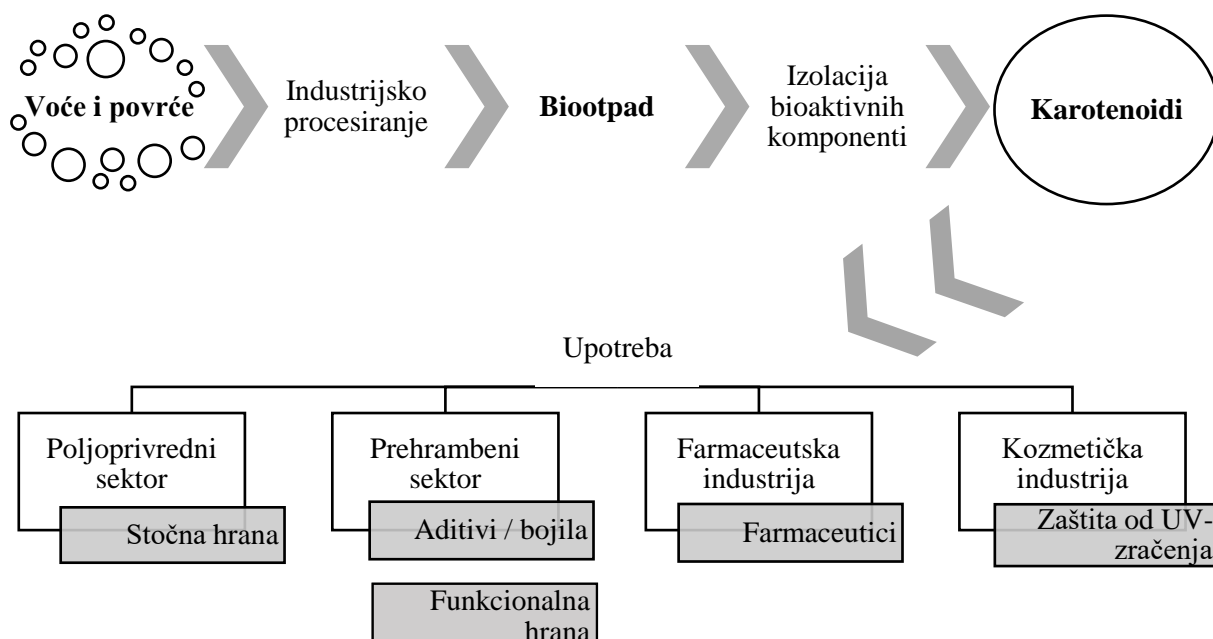 Voće i povrće
Industrijsko
procesiranje
Biootpad
Izolacija
bioaktivnih
komponenti
Karotenoidi
Upotreba
Poljoprivredni
sektor
Stočna hrana
Prehrambeni
sektor
Aditivi / bojila
Funkcionalna
hrana
Farmaceutska
industrija
Farmaceutici
Kozmetička
industrija
Zaštita od UV-
zračenja